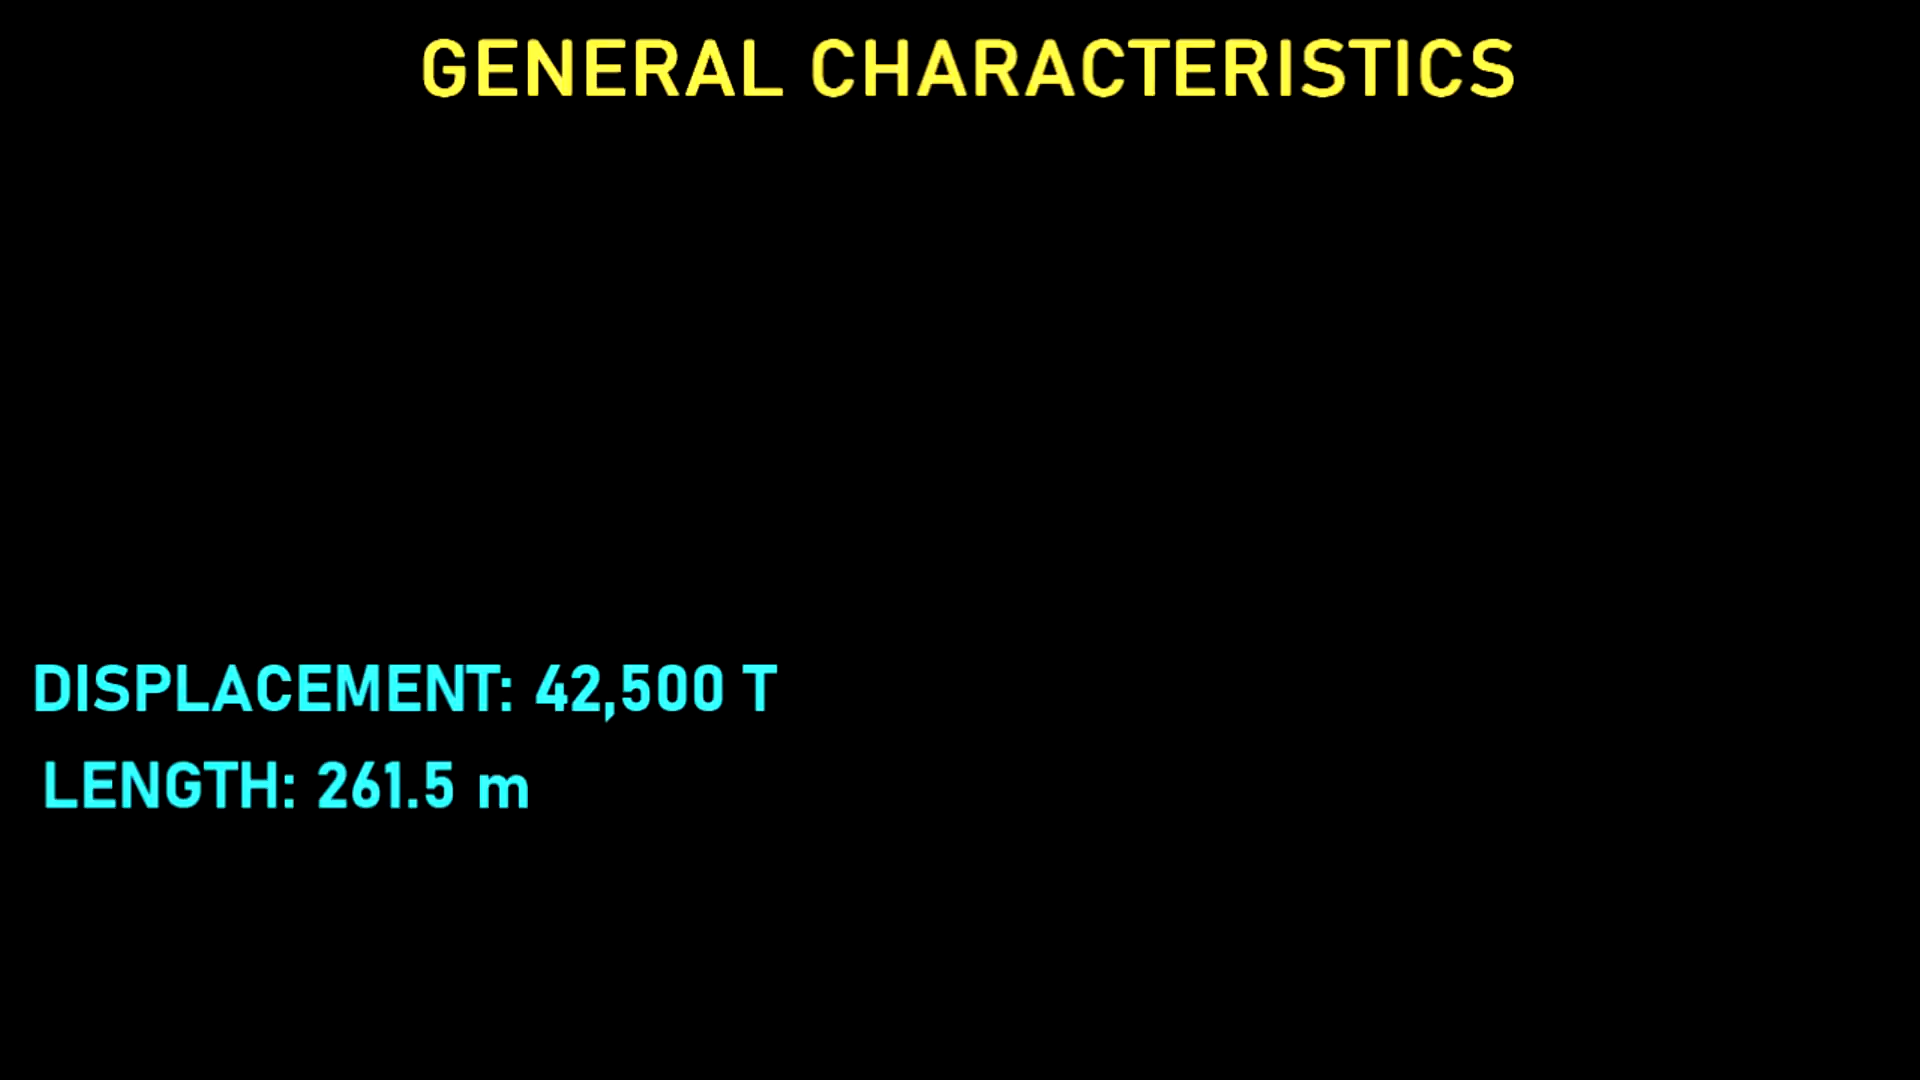 GENERAL CHARACTERISTICS
DISPLACEMENT: 42,500 T
LENGTH: 261.5 m